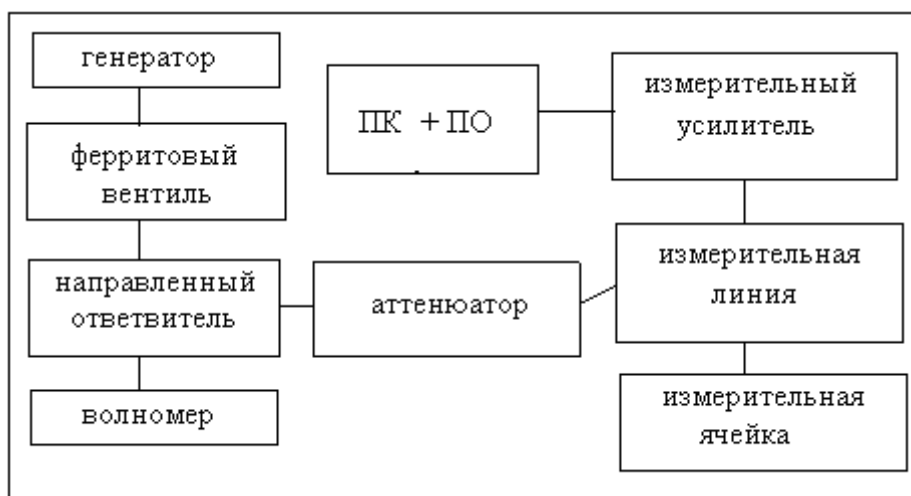 генератор
ферритовый
вентиль
направленный
ответвитель
волномер
ПК + ПО
аттенюатор
измерительный
усилитель
измерительная
линия
измерительная
ячейка